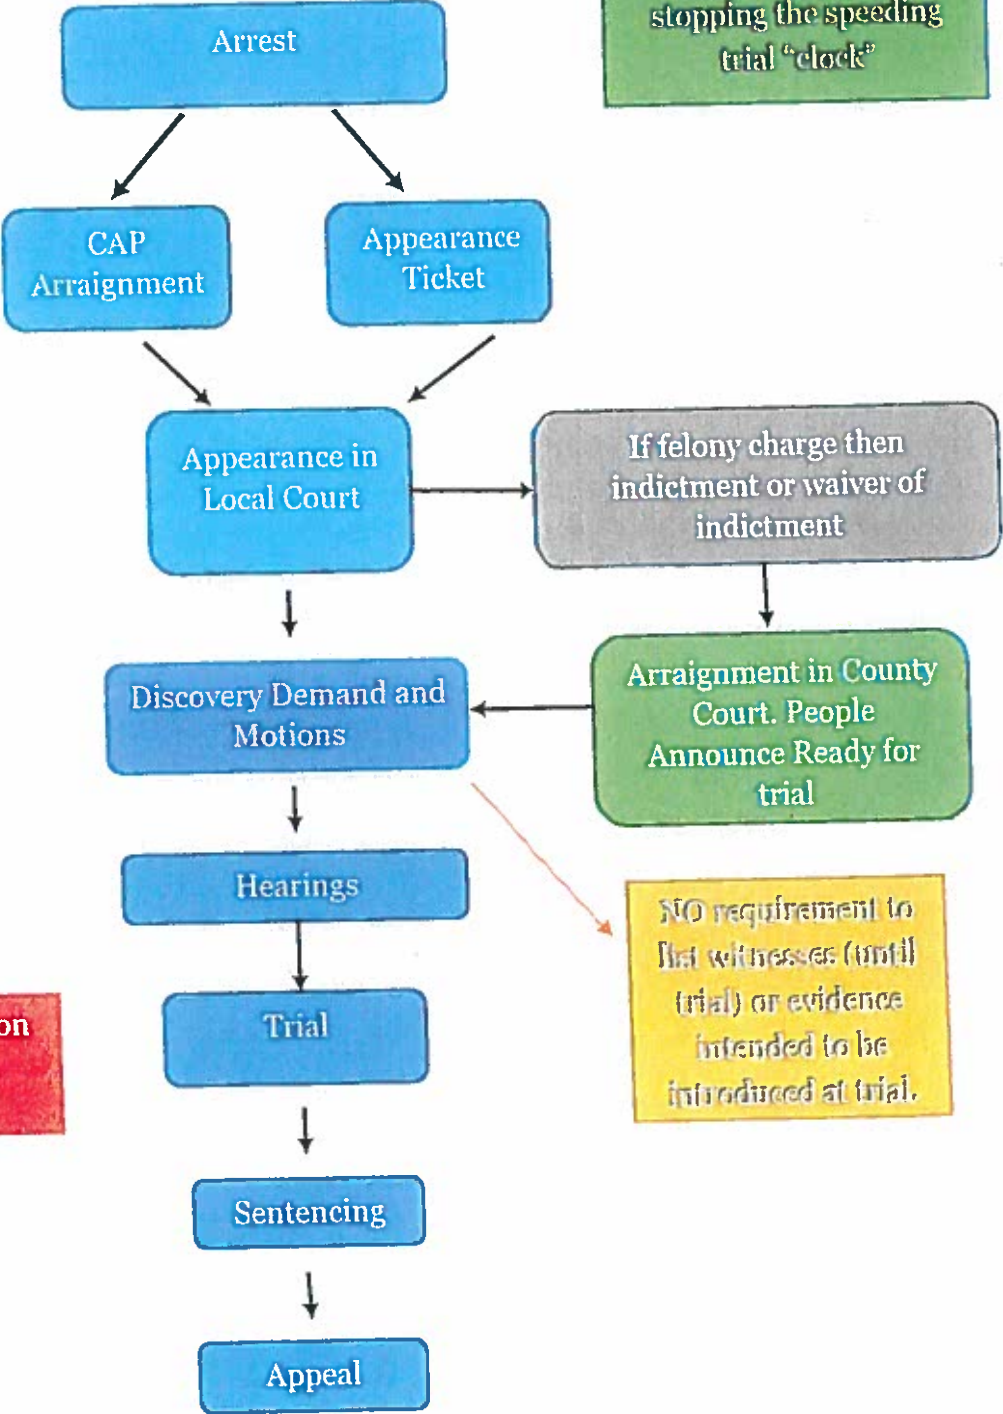 stopping the speeding
trial “clock”
Arrest
CAP
Arraignment
Appearance
Ticket
Appearance in
Local Court
If felony charge then
indictment or waiver of
indictment
Discovery Demand and
Motions
Arraignment in County
Court. People
Announce Ready for
trial
Hearings
NO requirement to
list witnesses (until
trial) or evidence
intended to be
introduced at trial.
on
Trial
Sentencing
Appeal